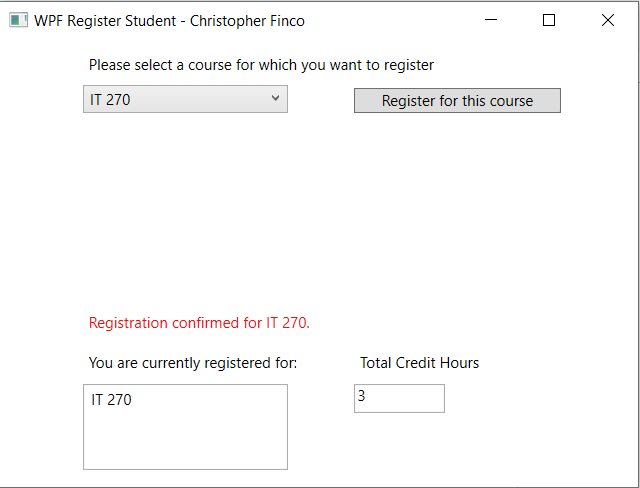 WPF Register Student - Christopher Finco
Please select a course for which you want to register
IT 270
Register for this course
Registration confirmed for IT 270.
You are currently registered for:
Total Credit Hours
IT 270
3